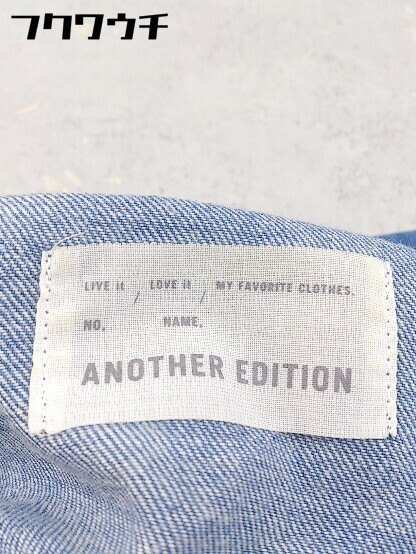 フクワウチ
LIVE it / LOVE it / MY FAVORITE CLOTHES.
NO. NAME.
ANOTHER EDITION